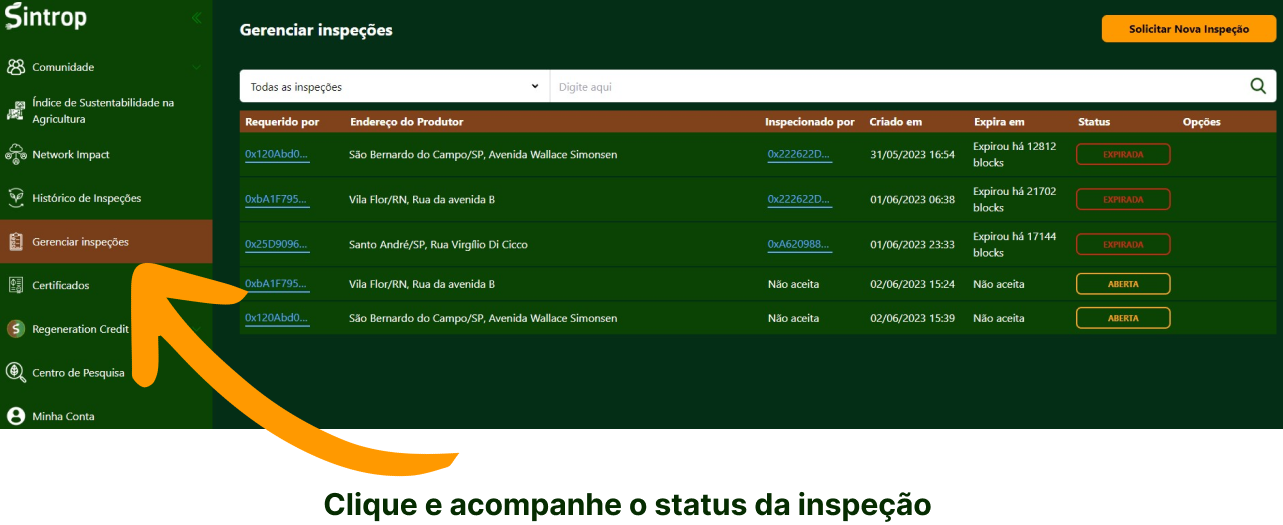 Sintrop
Comunidade
Índice de Sustentabilidade na
Agricultura
Network Impact
Histórico de Inspeções
Gerenciar inspeções
Certificados
Regeneration Credit
Centro de Pesquisa
Minha Conta
Gerenciar inspeções
Solicitar Nova Inspeção
Todas as inspeções
Digite aqui
Requerido por Endereço do Produtor Inspecionado por Criado em Expira em Status Opções
0x120Abd0... São Bernardo do Campo/SP, Avenida Wallace Simonsen 0x222622D... 31/05/2023 16:54 Expirou há 12812 EXPIRADA
blocks
0xbA1F795... Vila Flor/RN, Rua da avenida B 0x222622D... 01/06/2023 06:38 Expirou há 21702 EXPIRADA
blocks
0x25D9096... Santo André/SP, Rua Virgílio Di Cicco 0xA620988... 01/06/2023 23:33 Expirou há 17144 EXPIRADA
blocks
0xbA1F795... Vila Flor/RN, Rua da avenida B Não aceita 02/06/2023 15:24 Não aceita ABERTA
0x120Abd0... São Bernardo do Campo/SP, Avenida Wallace Simonsen Não aceita 02/06/2023 15:39 Não aceita ABERTA
Clique e acompanhe o status da inspeção